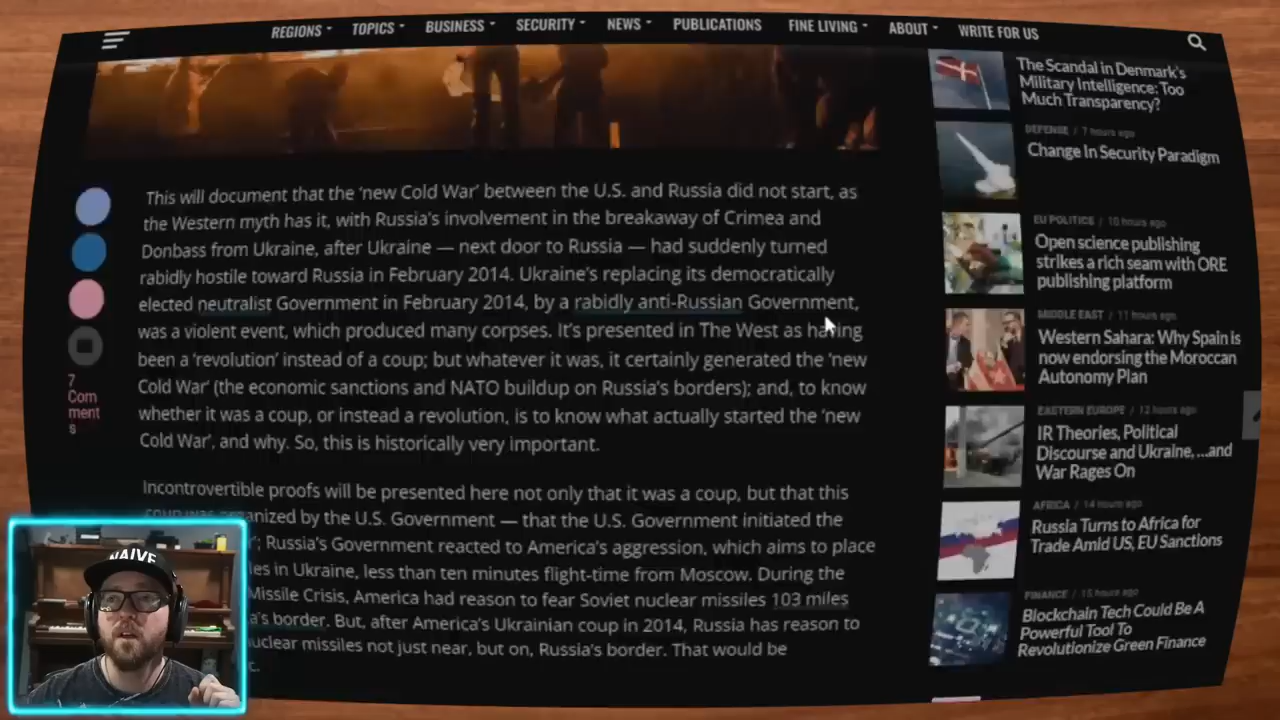 REGIONS TOPICS BUSINESS SECURITY NEWS PUBLICATIONS FINE LIVING ABOUT WRITE FOR US
This will document that the 'new Cold War' between the U.S. and Russia did not start, as
the Western myth has it, with Russia's involvement in the breakaway of Crimea and
Donbass from Ukraine, after Ukraine — next door to Russia — had suddenly turned
rabidly hostile toward Russia in February 2014. Ukraine's replacing its democratically
elected neutralist Government in February 2014, by a rabidly anti-Russian Government,
was a violent event, which produced many corpses. It's presented in The West as having
been a 'revolution' instead of a coup; but whatever it was, it certainly generated the 'new
Cold War' (the economic sanctions and NATO buildup on Russia's borders); and, to know
whether it was a coup, or instead a revolution, is to know what actually started the 'new
Cold War', and why. So, this is historically very important.
Incontrovertible proofs will be presented here not only that it was a coup, but that this
coup was organized by the U.S. Government — that the U.S. Government initiated the
'; Russia's Government reacted to America's aggression, which aims to place
les in Ukraine, less than ten minutes flight-time from Moscow. During the
Missile Crisis, America had reason to fear Soviet nuclear missiles 103 miles
a's border. But, after America's Ukrainian coup in 2014, Russia has reason to
nuclear missiles not just near, but on, Russia's border. That would be
c.
7
Com
ment
s
The Scandal in Denmark's
Military Intelligence: Too
Much Transparency?
DEFENSE / 7 hours ago
Change In Security Paradigm
EU POLITICS / 10 hours ago
Open science publishing
strikes a rich seam with ORE
publishing platform
MIDDLE EAST / 11 hours ago
Western Sahara: Why Spain is
now endorsing the Moroccan
Autonomy Plan
EASTERN EUROPE / 12 hours ago
IR Theories, Political
Discourse and Ukraine, ...and
War Rages On
AFRICA / 14 hours ago
Russia Turns to Africa for
Trade Amid US, EU Sanctions
FINANCE / 15 hours ago
Blockchain Tech Could Be A
Powerful Tool To
Revolutionize Green Finance
NAIVE